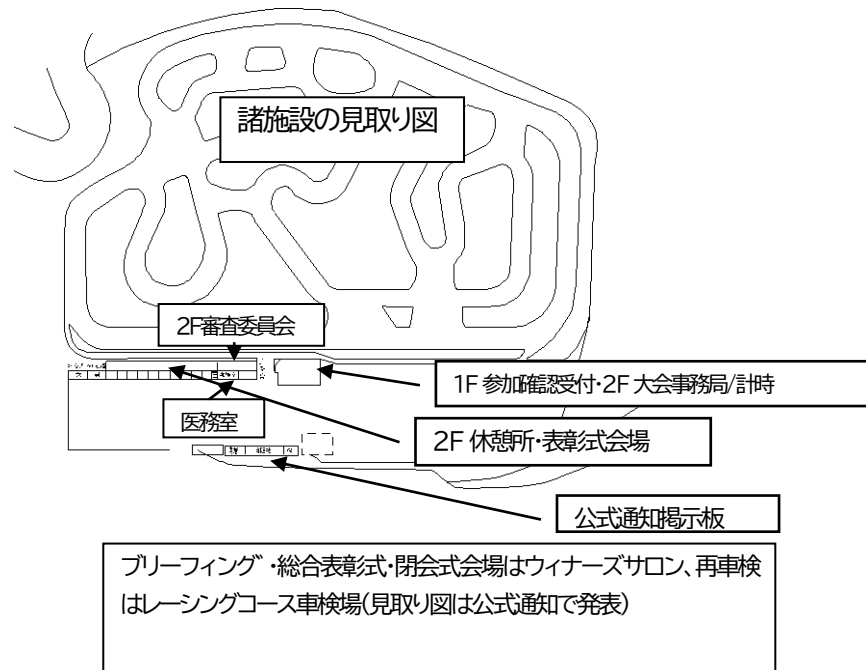 諸施設の見取り図
2F審査委員会
1F 参加確認受付・2F 大会事務局/計時
医務室
2F 休憩所・表彰式会場
公式通知掲示板
ブリーフィング・総合表彰式・閉会式会場はウィナーズサロン、再車検
はレーシングコース車検場(見取り図は公式通知で発表)